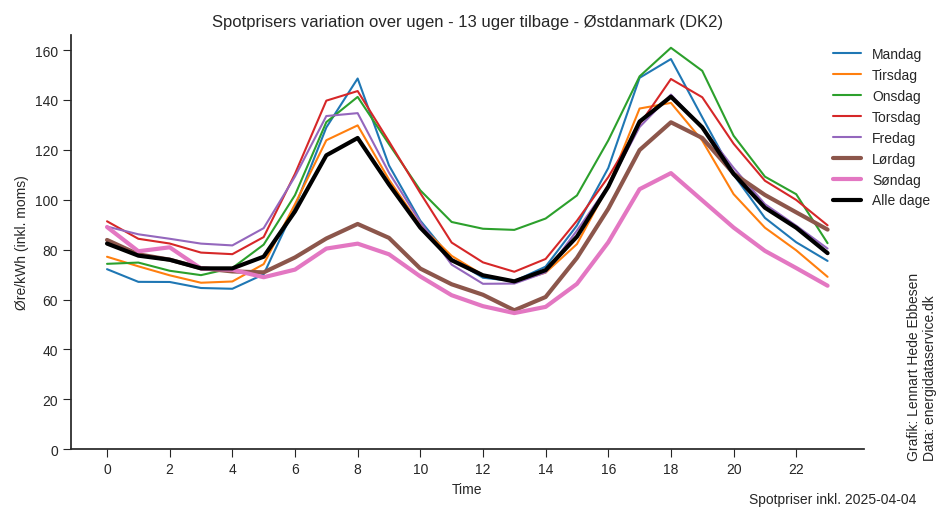 Spotprisers variation over ugen - 13 uger tilbage - Østdanmark (DK2)
Øre/kWh (inkl. moms)
160
140
120
100
80
60
40
20
0
0 2 4 6 8 10 12 14 16 18 20 22
Time
Mandag
Tirsdag
Onsdag
Torsdag
Fredag
Lørdag
Søndag
Alle dage
Grafik: Lennart Hede Ebbesen
Data: energidataservice.dk
Spotpriser inkl. 2025-04-04